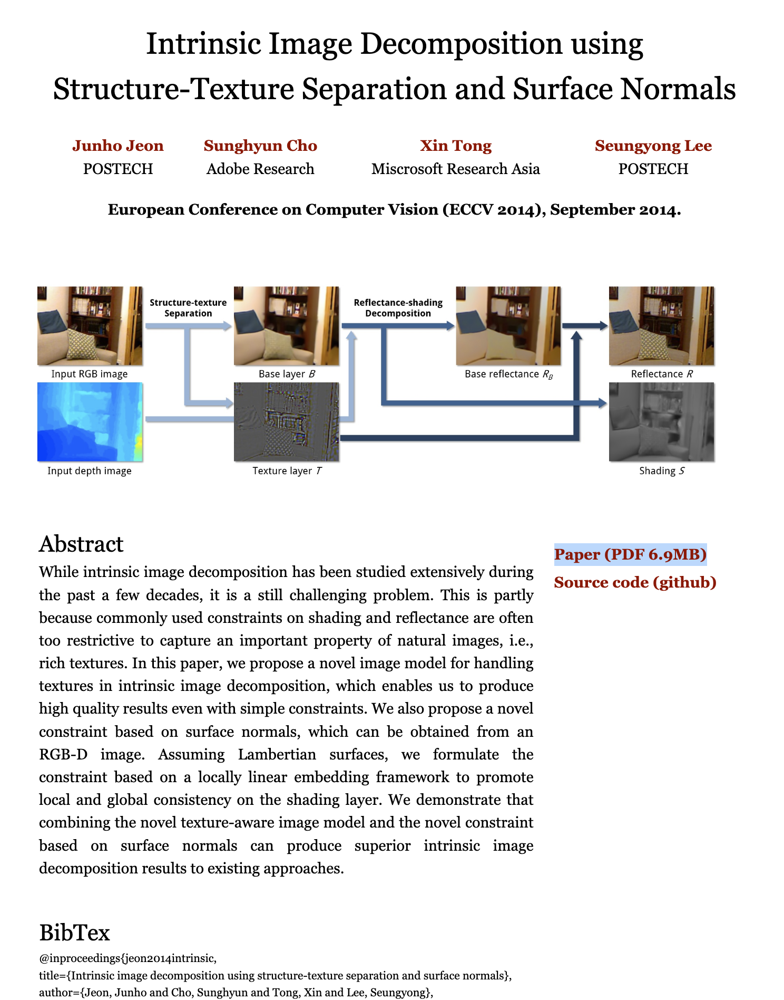 Intrinsic Image Decomposition using
Structure-Texture Separation and Surface Normals
Junho Jeon Sunghyun Cho Xin Tong Seungyong Lee
POSTECH Adobe Research Miscrosoft Research Asia POSTECH
European Conference on Computer Vision (ECCV 2014), September 2014.
Structure-texture
Separation
Reflectance-shading
Decomposition
Input RGB image Base layer B Base reflectance R_B Reflectance R
Input depth image Texture layer T Shading S
Abstract
While intrinsic image decomposition has been studied extensively during
the past a few decades, it is a still challenging problem. This is partly
because commonly used constraints on shading and reflectance are often
too restrictive to capture an important property of natural images, i.e.,
rich textures. In this paper, we propose a novel image model for handling
textures in intrinsic image decomposition, which enables us to produce
high quality results even with simple constraints. We also propose a novel
constraint based on surface normals, which can be obtained from an
RGB-D image. Assuming Lambertian surfaces, we formulate the
constraint based on a locally linear embedding framework to promote
local and global consistency on the shading layer. We demonstrate that
combining the novel texture-aware image model and the novel constraint
based on surface normals can produce superior intrinsic image
decomposition results to existing approaches.
Paper (PDF 6.9MB)
Source code (github)
BibTex
@inproceedings{jeon2014intrinsic,
title={Intrinsic image decomposition using structure-texture separation and surface normals},
author={Jeon, Junho and Cho, Sunghyun and Tong, Xin and Lee, Seungyong},